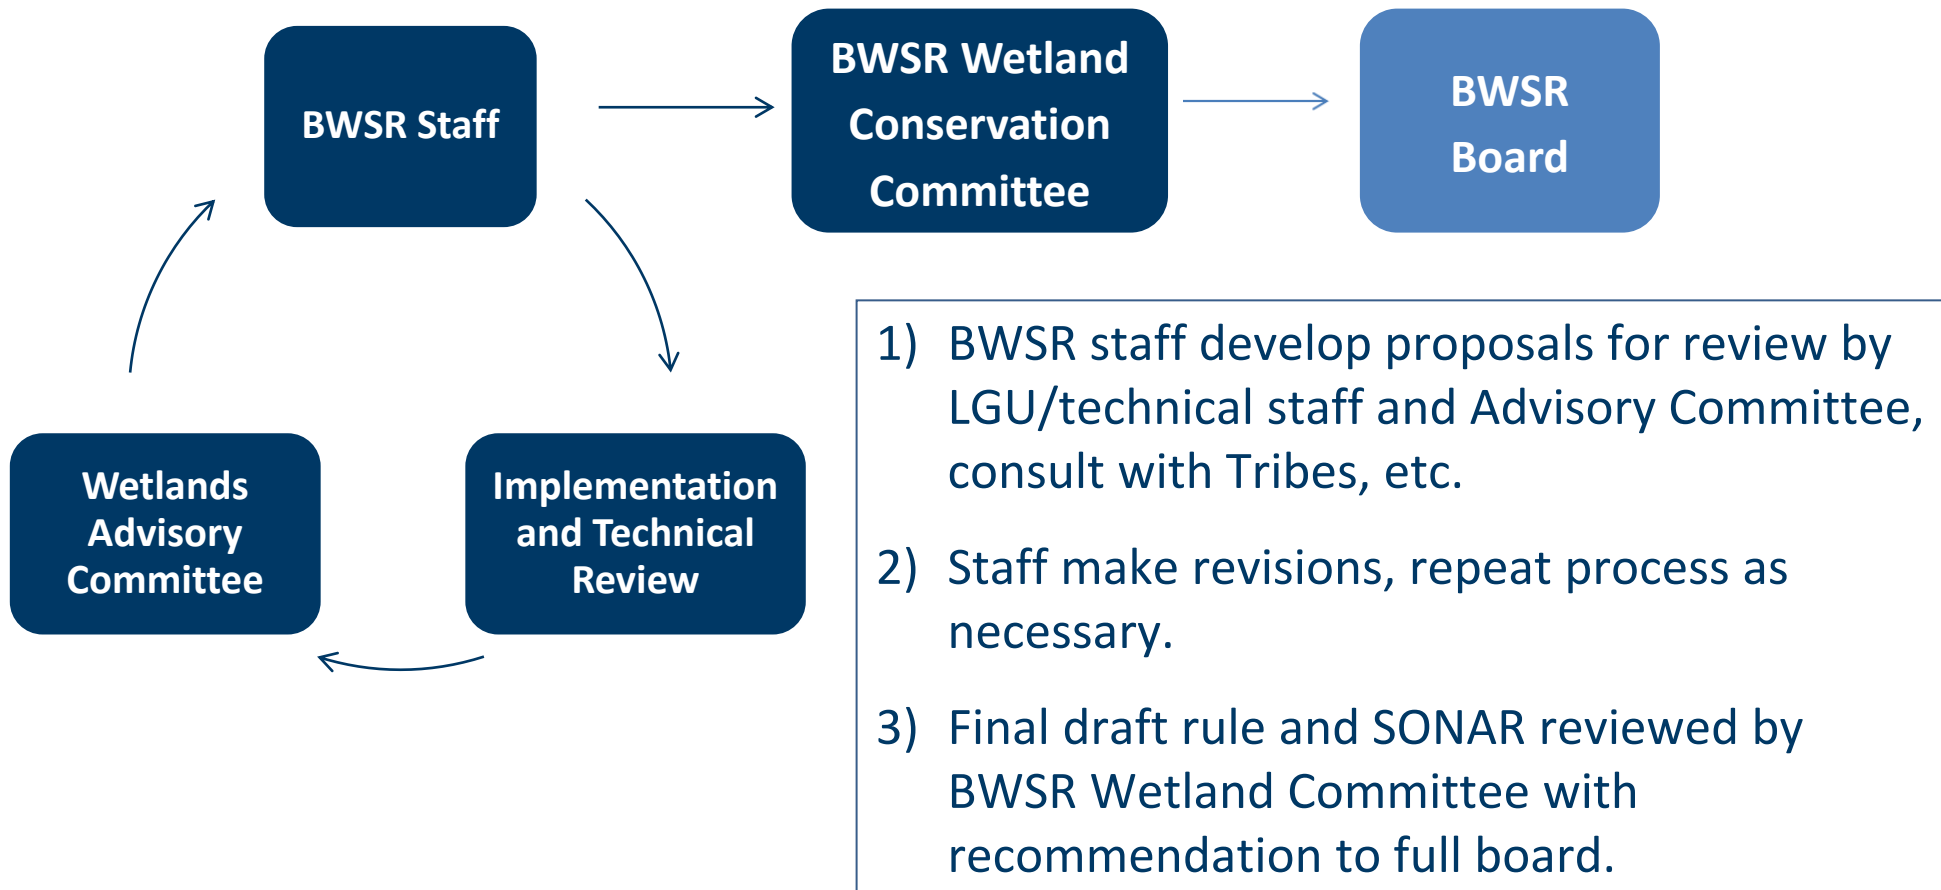 BWSR Staff
BWSR Wetland
Conservation
Committee
BWSR
Board
Wetlands
Advisory
Committee
Implementation
and Technical
Review
1) BWSR staff develop proposals for review by
LGU/technical staff and Advisory Committee,
consult with Tribes, etc.
2) Staff make revisions, repeat process as
necessary.
3) Final draft rule and SONAR reviewed by
BWSR Wetland Committee with
recommendation to full board.